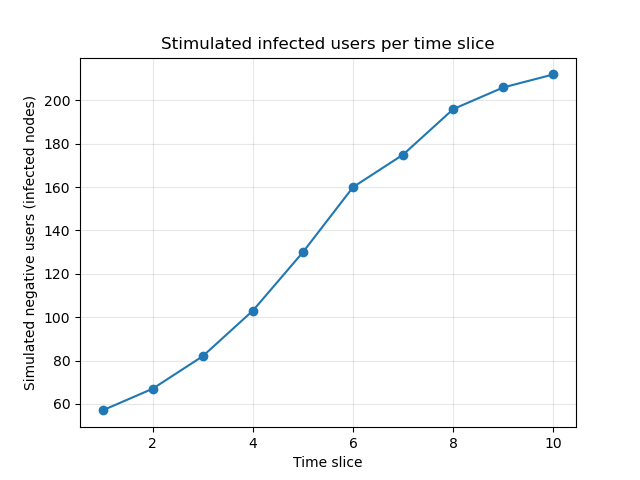 Stimulated infected users per time slice
Simulated negative users (infected nodes)
200
180
160
140
120
100
80
60
2 4 6 8 10
Time slice